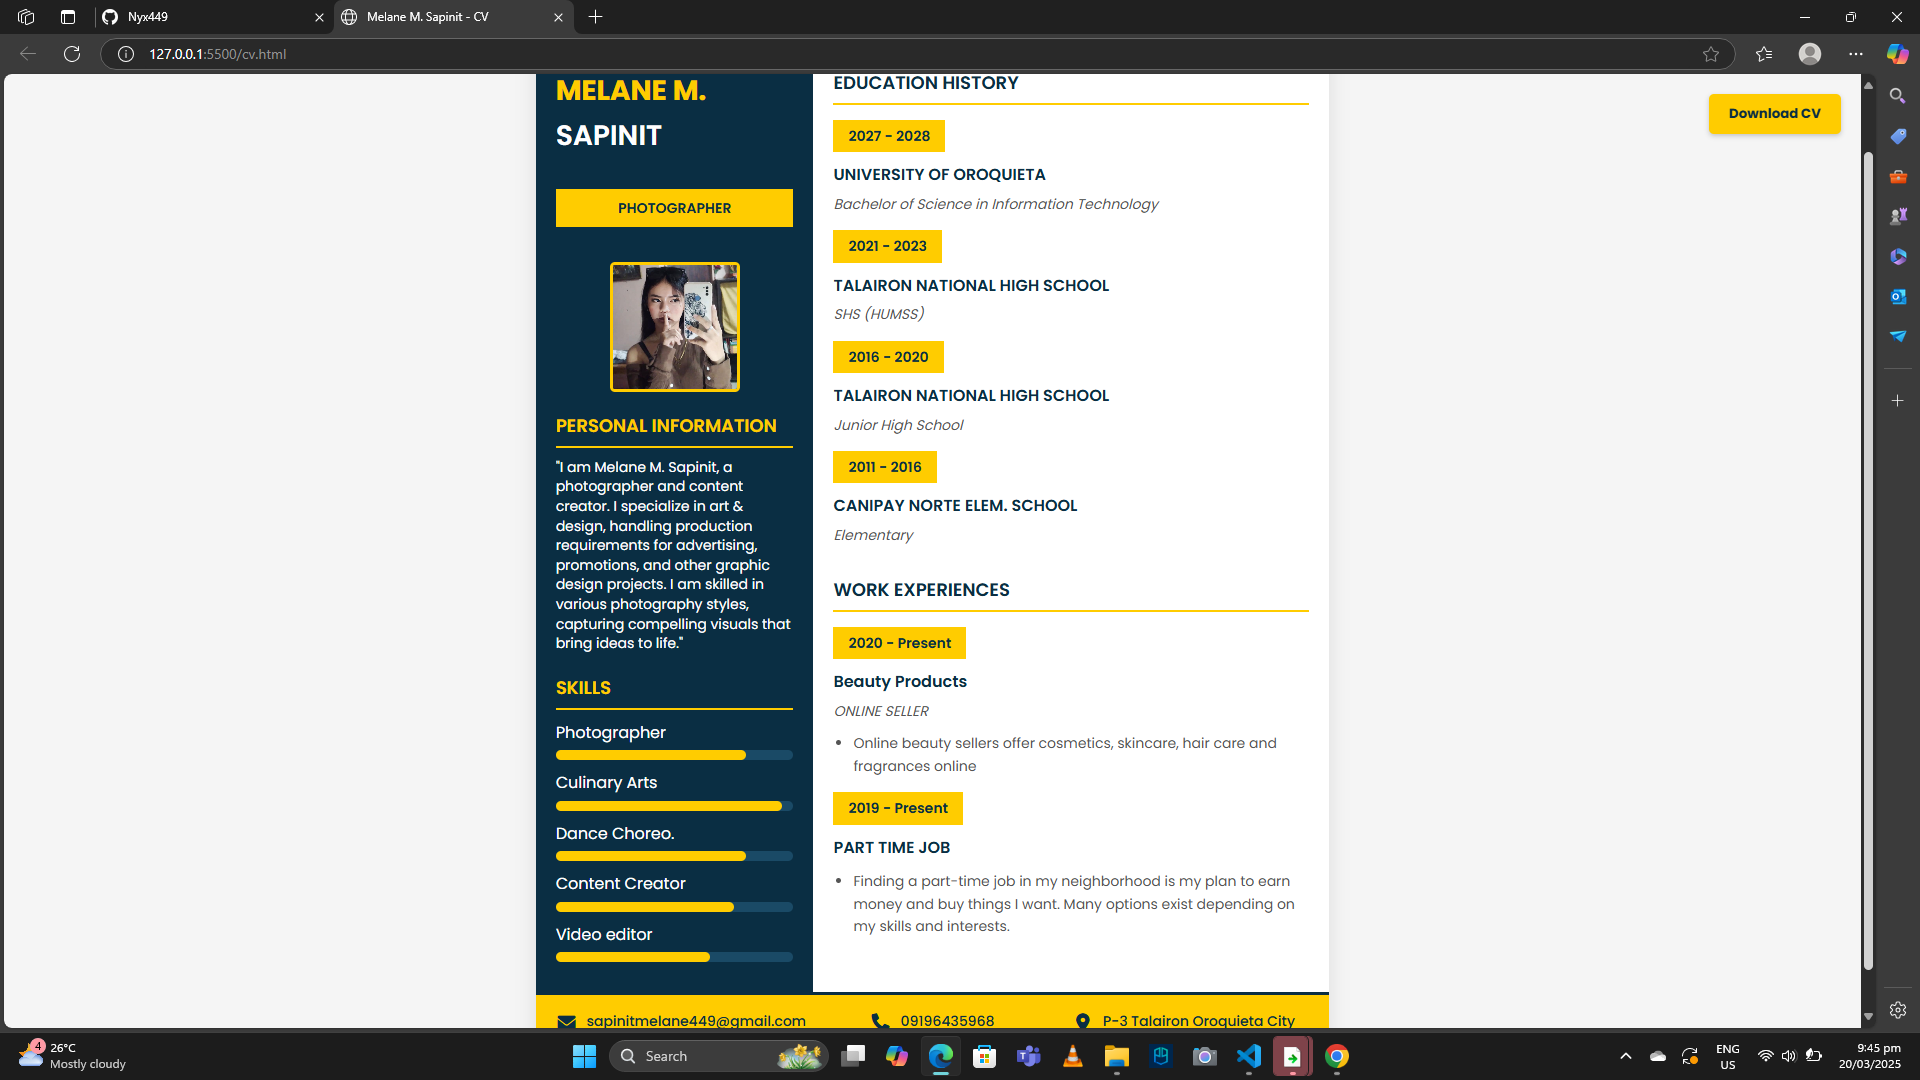 Nyx449
Melane M. Sapinit - CV
127.0.0.1:5500/cv.html
Download CV
MELANE M.
SAPINIT
PHOTOGRAPHER
PERSONAL INFORMATION
"I am Melane M. Sapinit, a
photographer and content
creator. I specialize in art &
design, handling production
requirements for advertising,
promotions, and other graphic
design projects. I am skilled in
various photography styles,
capturing compelling visuals that
bring ideas to life."
SKILLS
Photographer
Culinary Arts
Dance Choreo.
Content Creator
Video editor
EDUCATION HISTORY
2027 - 2028
UNIVERSITY OF OROQUIETA
Bachelor of Science in Information Technology
2021 - 2023
TALAIRON NATIONAL HIGH SCHOOL
SHS (HUMSS)
2016 - 2020
TALAIRON NATIONAL HIGH SCHOOL
Junior High School
2011 - 2016
CANIPAY NORTE ELEM. SCHOOL
Elementary
WORK EXPERIENCES
2020 - Present
Beauty Products
ONLINE SELLER
• Online beauty sellers offer cosmetics, skincare, hair care and
fragrances online
2019 - Present
PART TIME JOB
• Finding a part-time job in my neighborhood is my plan to earn
money and buy things I want. Many options exist depending on
my skills and interests.
sapinitmelane449@gmail.com
09196435968
P-3 Talairon Oroquieta City
4
26°C
Mostly cloudy
Search
ENG
US
9:45 pm
20/03/2025